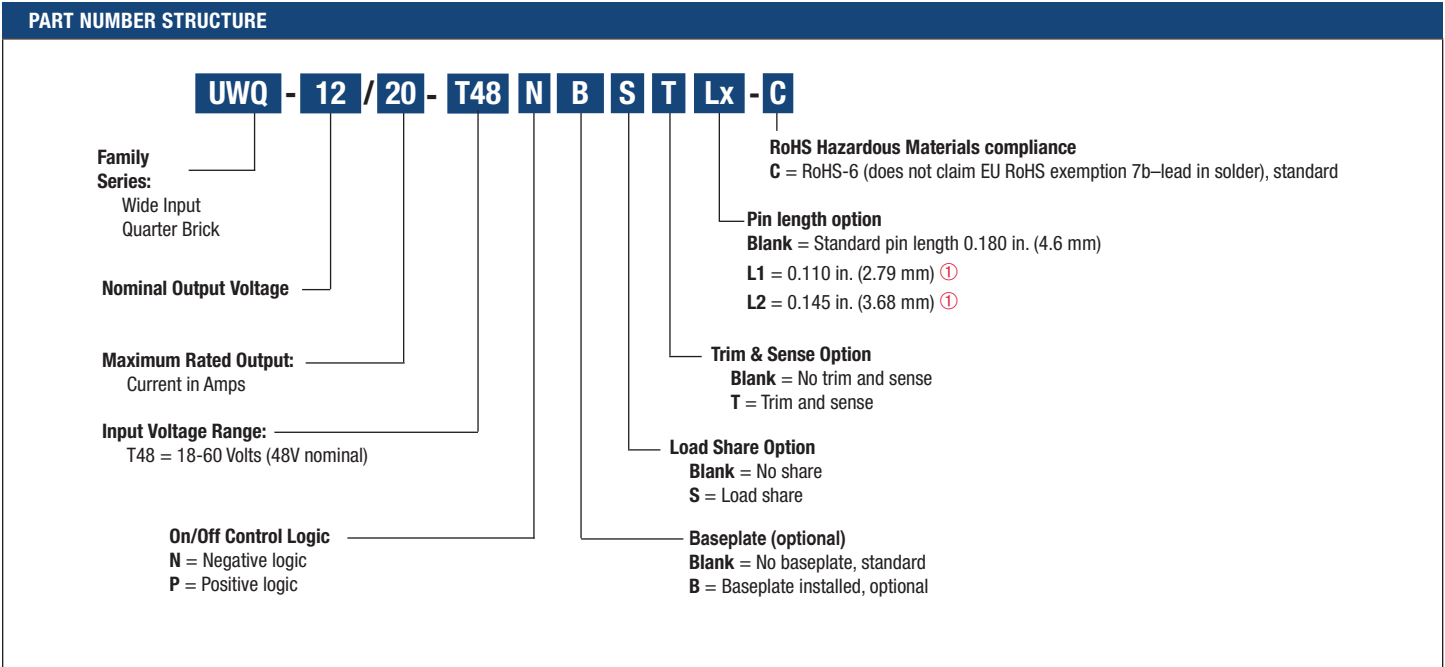 PART NUMBER STRUCTURE
UWQ - 12 / 20 - T48 N B S T Lx - C
RoHS Hazardous Materials compliance
C = RoHS-6 (does not claim EU RoHS exemption 7b–lead in solder), standard
Family
Series:
Wide Input
Quarter Brick
Pin length option
Blank = Standard pin length 0.180 in. (4.6 mm)
L1 = 0.110 in. (2.79 mm) ①
L2 = 0.145 in. (3.68 mm) ①
Nominal Output Voltage
Maximum Rated Output:
Current in Amps
Trim & Sense Option
Blank = No trim and sense
T = Trim and sense
Input Voltage Range:
T48 = 18-60 Volts (48V nominal)
Load Share Option
Blank = No share
S = Load share
On/Off Control Logic
N = Negative logic
P = Positive logic
Baseplate (optional)
Blank = No baseplate, standard
B = Baseplate installed, optional